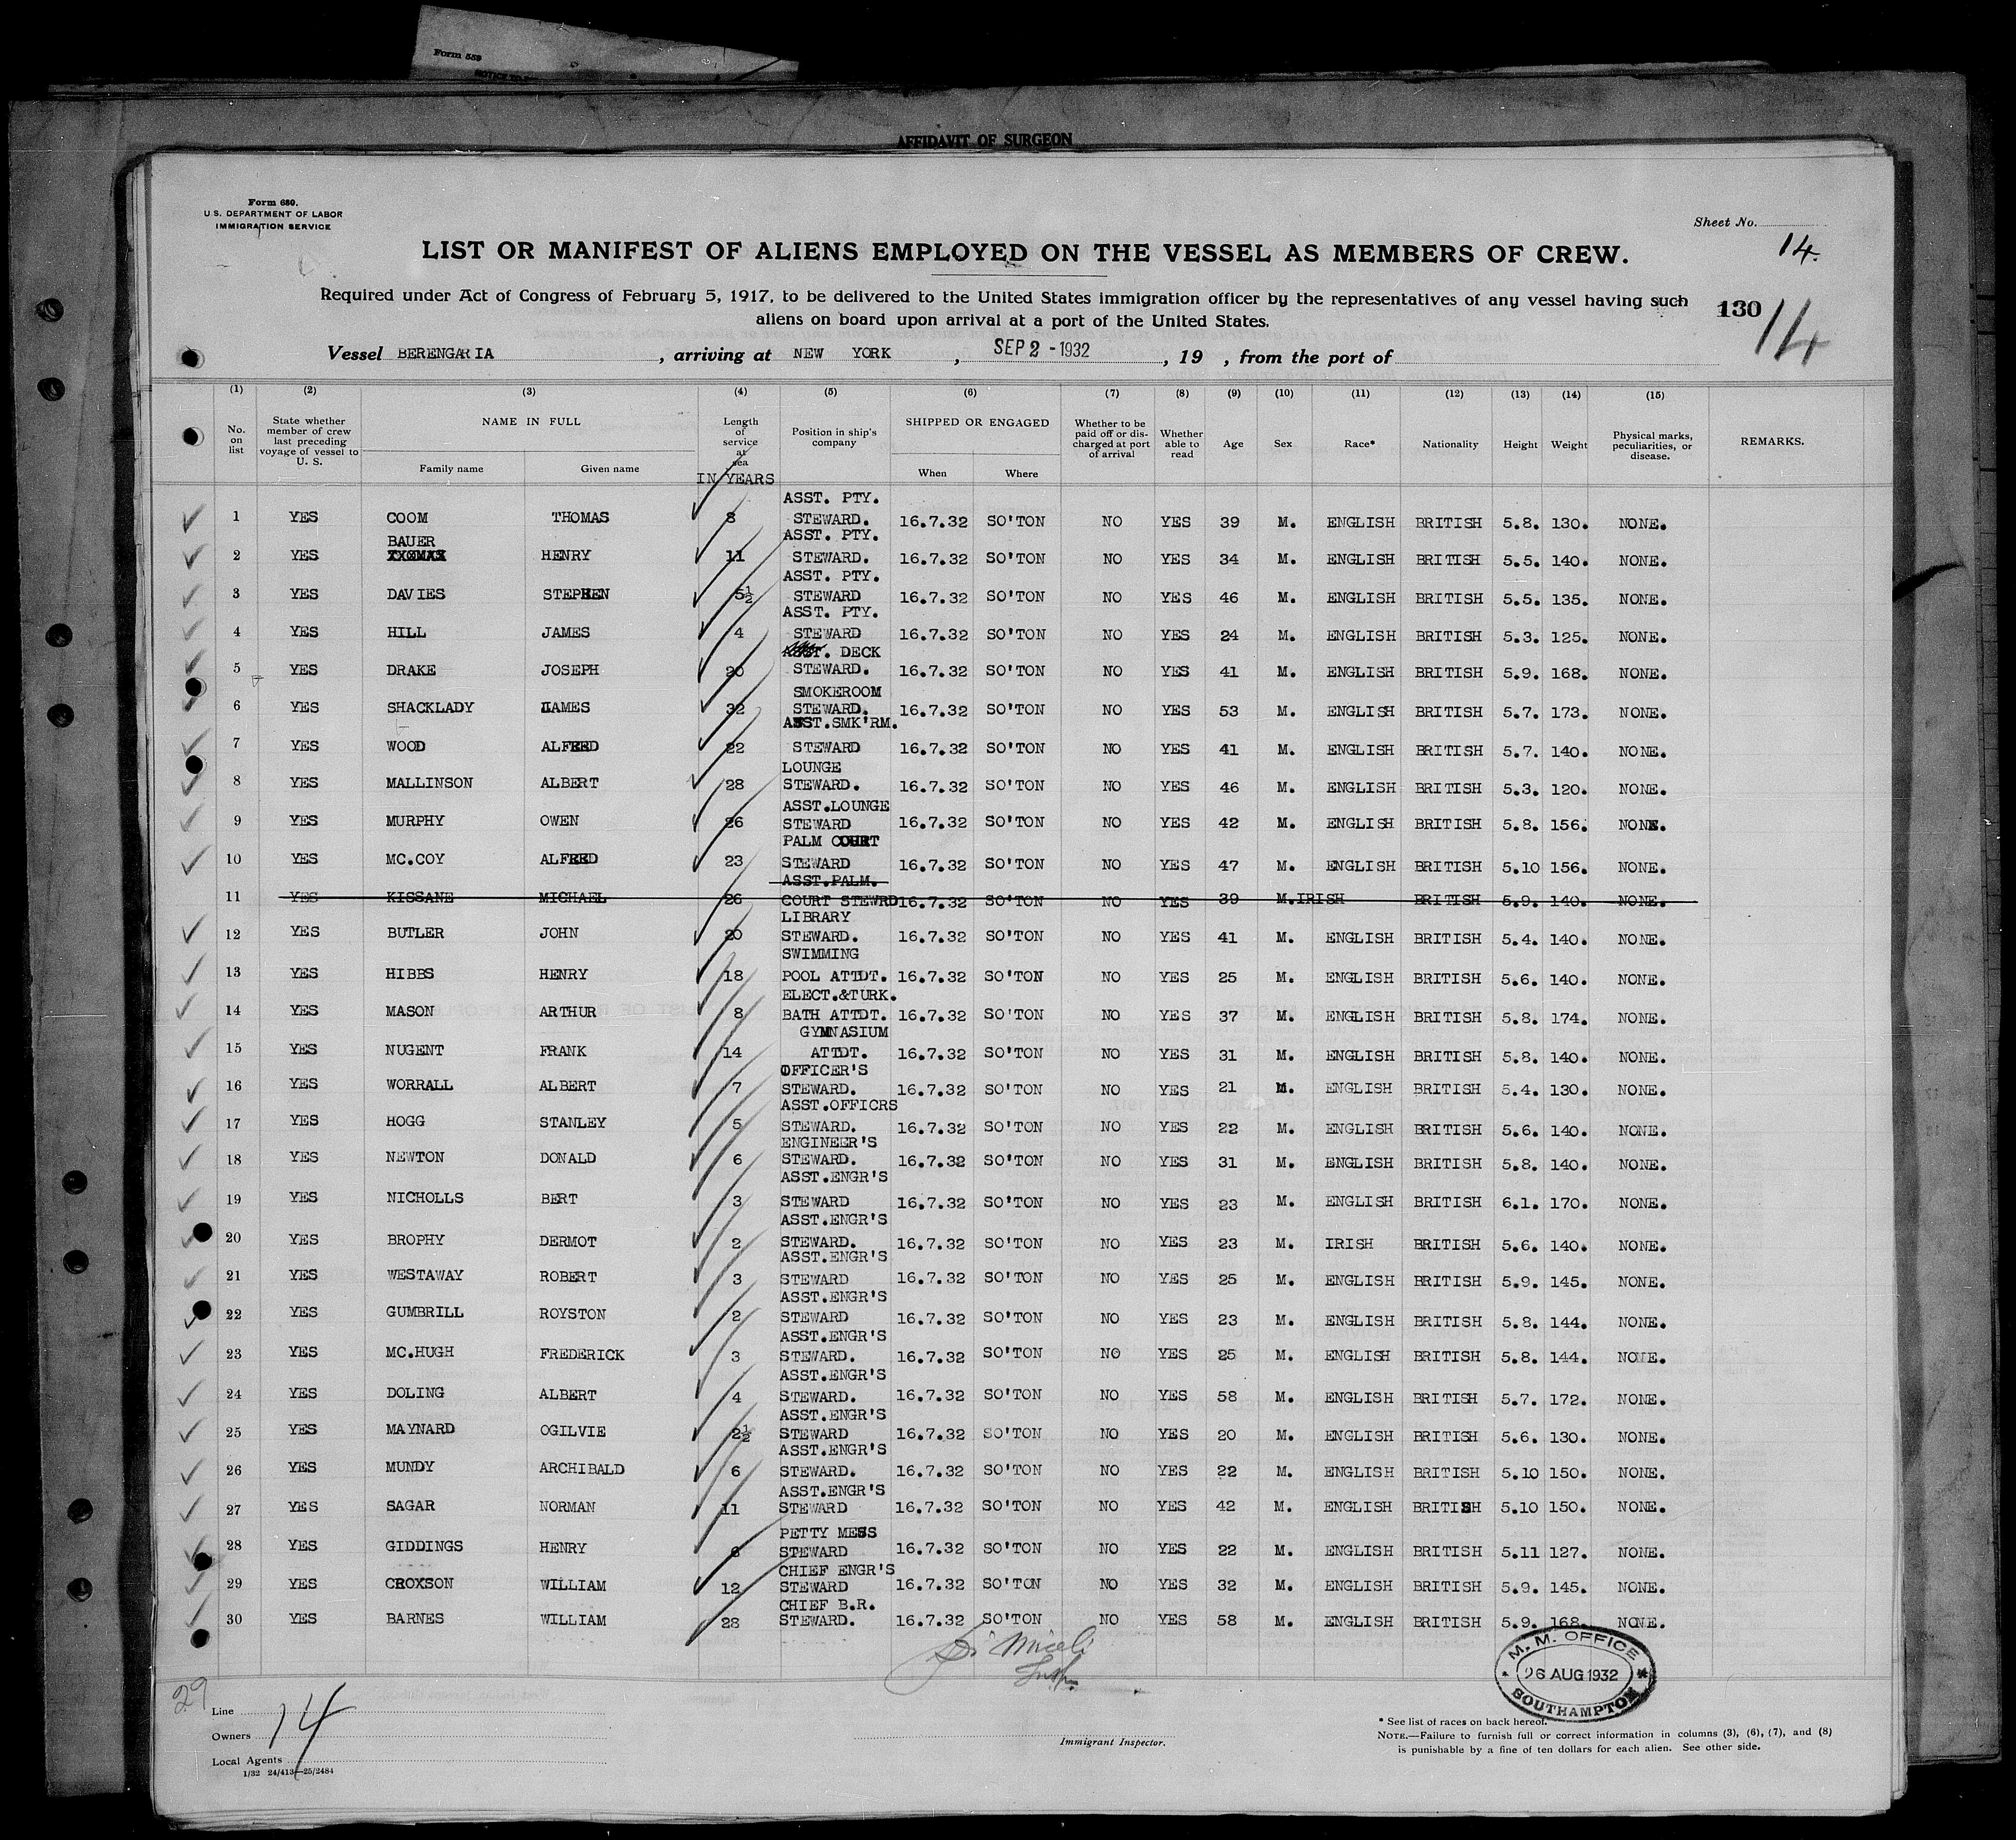 Form 559
AFFIDAVIT OF SURGEON
Form 680.
U.S. DEPARTMENT OF LABOR
IMMIGRATION SERVICE
Sheet No.
14.
LIST OR MANIFEST OF ALIENS EMPLOYED ON THE VESSEL AS MEMBERS OF CREW.
Required under Act of Congress of February 5, 1917, to be delivered to the United States immigration officer by the representatives of any vessel having such
aliens on board upon arrival at a port of the United States.
130
14
Vessel BERENGARIA, arriving at NEW YORK, SEP 2 - 1932, 19 , from the port of
(1) (2) (3) (4) (5) (6) (7) (8) (9) (10) (11) (12) (13) (14) (15)
No. on list | State whether member of crew last preceding voyage of vessel to U. S. | NAME IN FULL | Length of service at sea | Position in ship's company | SHIPPED OR ENGAGED | Whether to be paid off or discharged at port of arrival | Whether able to read | Age | Sex | Race* | Nationality | Height | Weight | Physical marks, peculiarities, or disease. | REMARKS.
Family name | Given name | IN YEARS | When | Where
1 YES COOM THOMAS 8 ASST. PTY. STEWARD. 16.7.32 SO'TON NO YES 39 M. ENGLISH BRITISH 5.8. 130. NONE.
2 YES BAUER HENRY 11 ASST. PTY. STEWARD. 16.7.32 SO'TON NO YES 34 M. ENGLISH BRITISH 5.5. 140. NONE.
3 YES DAVIES STEPHEN 5½ ASST. PTY. STEWARD 16.7.32 SO'TON NO YES 46 M. ENGLISH BRITISH 5.5. 135. NONE.
4 YES HILL JAMES 4 ASST. PTY. STEWARD 16.7.32 SO'TON NO YES 24 M. ENGLISH BRITISH 5.3. 125. NONE.
5 YES DRAKE JOSEPH 20 ASST. DECK STEWARD. 16.7.32 SO'TON NO YES 41 M. ENGLISH BRITISH 5.9. 168. NONE.
6 YES SHACKLADY JAMES 32 SMOKEROOM STEWARD. 16.7.32 SO'TON NO YES 53 M. ENGLISH BRITISH 5.7. 173. NONE.
7 YES WOOD ALFRED 22 ASST.SMK'RM. STEWARD 16.7.32 SO'TON NO YES 41 M. ENGLISH BRITISH 5.7. 140. NONE.
8 YES MALLINSON ALBERT 28 LOUNGE STEWARD. 16.7.32 SO'TON NO YES 46 M. ENGLISH BRITISH 5.3. 120. NONE.
9 YES MURPHY OWEN 26 ASST.LOUNGE STEWARD 16.7.32 SO'TON NO YES 42 M. ENGLISH BRITISH 5.8. 156. NONE.
10 YES MC.COY ALFRED 23 PALM COURT STEWARD 16.7.32 SO'TON NO YES 47 M. ENGLISH BRITISH 5.10 156. NONE.
11 YES KISSANE MICHAEL 26 ASST.PALM. COURT STEWRD 16.7.32 SO'TON NO YES 39 M. IRISH BRITISH 5.9. 140. NONE.
12 YES BUTLER JOHN 20 LIBRARY STEWARD. 16.7.32 SO'TON NO YES 41 M. ENGLISH BRITISH 5.4. 140. NONE.
13 YES HIBBS HENRY 18 SWIMMING POOL ATTDT. 16.7.32 SO'TON NO YES 25 M. ENGLISH BRITISH 5.6. 140. NONE.
14 YES MASON ARTHUR 8 ELECT.&TURK. BATH ATTDT. 16.7.32 SO'TON NO YES 37 M. ENGLISH BRITISH 5.8. 174. NONE.
15 YES NUGENT FRANK 14 GYMNASIUM ATTDT. 16.7.32 SO'TON NO YES 31 M. ENGLISH BRITISH 5.8. 140. NONE.
16 YES WORRALL ALBERT 7 OFFICER'S STEWARD. 16.7.32 SO'TON NO YES 21 M. ENGLISH BRITISH 5.4. 130. NONE.
17 YES HOGG STANLEY 5 ASST.OFFICRS STEWARD. 16.7.32 SO'TON NO YES 22 M. ENGLISH BRITISH 5.6. 140. NONE.
18 YES NEWTON DONALD 6 ENGINEER'S STEWARD. 16.7.32 SO'TON NO YES 31 M. ENGLISH BRITISH 5.8. 140. NONE.
19 YES NICHOLLS BERT 3 ASST.ENGR'S STEWARD 16.7.32 SO'TON NO YES 23 M. ENGLISH BRITISH 6.1. 170. NONE.
20 YES BROPHY DERMOT 2 ASST.ENGR'S STEWARD. 16.7.32 SO'TON NO YES 23 M. IRISH BRITISH 5.6. 140. NONE.
21 YES WESTAWAY ROBERT 3 ASST.ENGR'S STEWARD 16.7.32 SO'TON NO YES 25 M. ENGLISH BRITISH 5.9. 145. NONE.
22 YES GUMBRILL ROYSTON 2 ASST.ENGR'S STEWARD 16.7.32 SO'TON NO YES 23 M. ENGLISH BRITISH 5.8. 144. NONE.
23 YES MC.HUGH FREDERICK 3 ASST.ENGR'S STEWARD. 16.7.32 SO'TON NO YES 25 M. ENGLISH BRITISH 5.8. 144. NONE.
24 YES DOLING ALBERT 4 ASST.ENGR'S STEWARD. 16.7.32 SO'TON NO YES 58 M. ENGLISH BRITISH 5.7. 172. NONE.
25 YES MAYNARD OGILVIE 2½ ASST.ENGR'S STEWARD 16.7.32 SO'TON NO YES 20 M. ENGLISH BRITISH 5.6. 130. NONE.
26 YES MUNDY ARCHIBALD 6 ASST.ENGR'S STEWARD. 16.7.32 SO'TON NO YES 22 M. ENGLISH BRITISH 5.10 150. NONE.
27 YES SAGAR NORMAN 11 ASST.ENGR'S STEWARD 16.7.32 SO'TON NO YES 42 M. ENGLISH BRITISH 5.10 150. NONE.
28 YES GIDDINGS HENRY 6 PETTY MESS STEWARD 16.7.32 SO'TON NO YES 22 M. ENGLISH BRITISH 5.11 127. NONE.
29 YES CROXSON WILLIAM 12 CHIEF ENGR'S STEWARD 16.7.32 SO'TON NO YES 32 M. ENGLISH BRITISH 5.9. 145. NONE.
30 YES BARNES WILLIAM 28 CHIEF B.R. STEWARD. 16.7.32 SO'TON NO YES 58 M. ENGLISH BRITISH 5.9. 168. NONE.
M. M. OFFICE
26 AUG 1932
SOUTHAMPTON
29
Line
Owners
14
Local Agents
1/32 24/413—25/2484
Immigrant Inspector.
* See list of races on back hereof.
NOTE.—Failure to furnish full or correct information in columns (3), (6), (7), and (8)
is punishable by a fine of ten dollars for each alien. See other side.